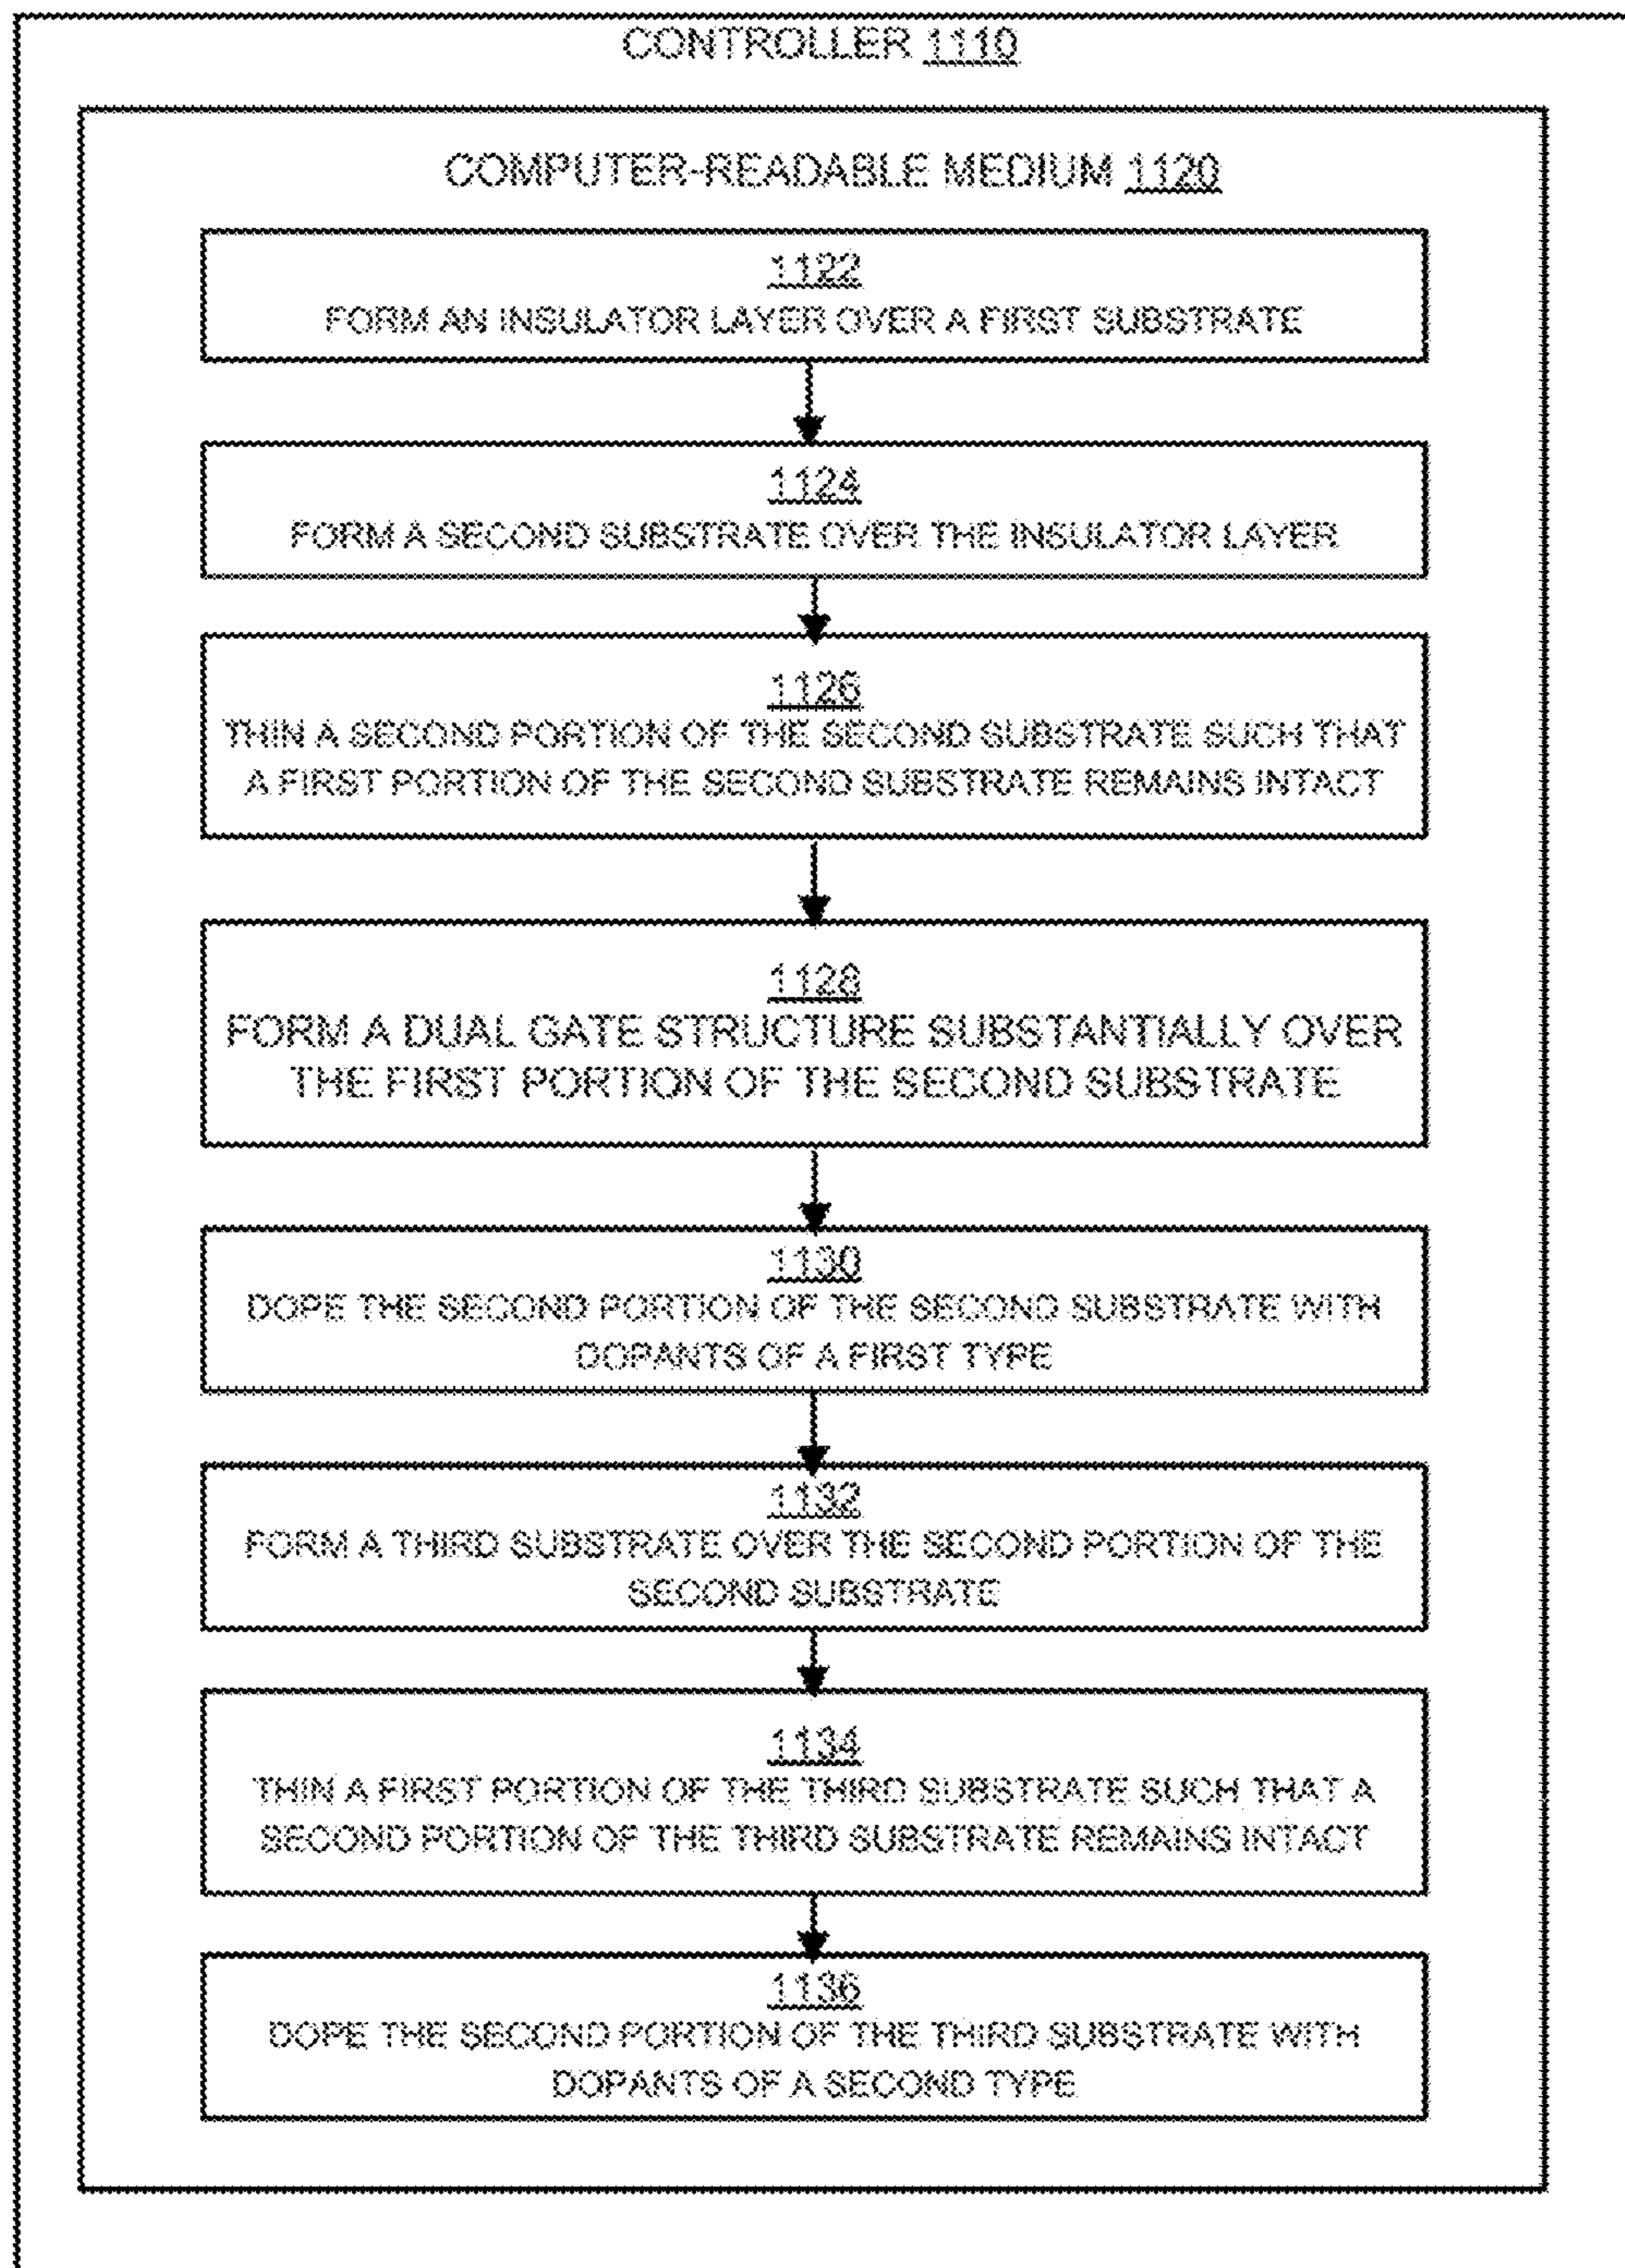 CONTROLLER 1110
COMPUTER-READABLE MEDIUM 1120
1122
FORM AN INSULATOR LAYER OVER A FIRST SUBSTRATE
1124
FORM A SECOND SUBSTRATE OVER THE INSULATOR LAYER
1126
THIN A SECOND PORTION OF THE SECOND SUBSTRATE SUCH THAT
A FIRST PORTION OF THE SECOND SUBSTRATE REMAINS INTACT
1128
FORM A DUAL GATE STRUCTURE SUBSTANTIALLY OVER
THE FIRST PORTION OF THE SECOND SUBSTRATE
1130
DOPE THE SECOND PORTION OF THE SECOND SUBSTRATE WITH
DOPANTS OF A FIRST TYPE
1132
FORM A THIRD SUBSTRATE OVER THE SECOND PORTION OF THE
SECOND SUBSTRATE
1134
THIN A FIRST PORTION OF THE THIRD SUBSTRATE SUCH THAT A
SECOND PORTION OF THE THIRD SUBSTRATE REMAINS INTACT
1136
DOPE THE SECOND PORTION OF THE THIRD SUBSTRATE WITH
DOPANTS OF A SECOND TYPE